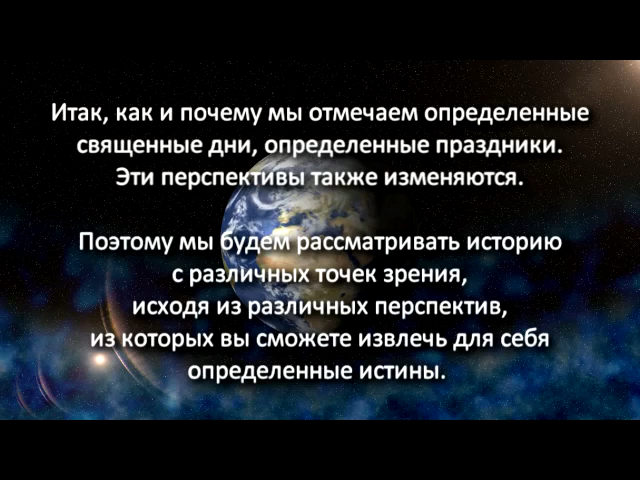 Итак, как и почему мы отмечаем определенные
священные дни, определенные праздники.
Эти перспективы также изменяются.
Поэтому мы будем рассматривать историю
с различных точек зрения,
исходя из различных перспектив,
из которых вы сможете извлечь для себя
определенные истины.